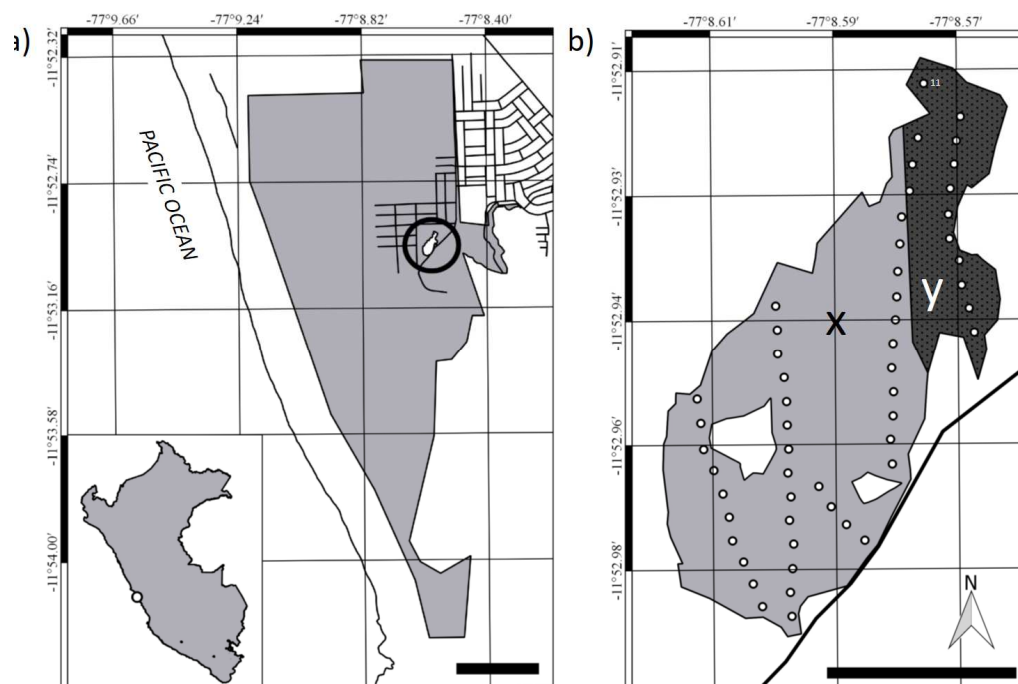 a)
-77°9.66' -77°9.24' -77°8.82' -77°8.40'
-11°52.32'
-11°52.74'
-11°53.16'
-11°53.58'
-11°54.00'
PACIFIC OCEAN
b)
-77°8.61' -77°8.59' -77°8.57'
-11°52.91'
-11°52.93'
-11°52.94'
-11°52.96'
-11°52.98'
11
x
y
N